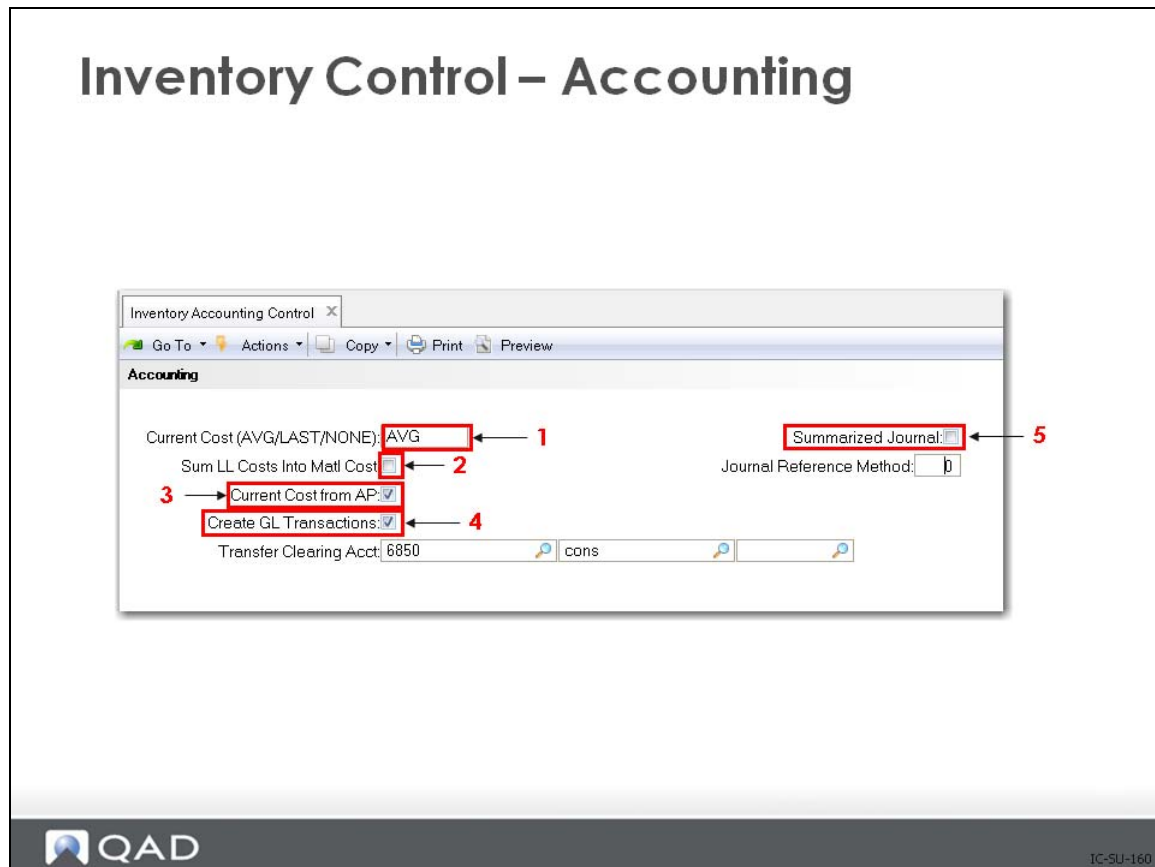 Inventory Control – Accounting
Inventory Accounting Control
Go To Actions Copy Print Preview
Accounting
Current Cost (AVG/LAST/NONE): AVG 1 Summarized Journal: 5
Sum LL Costs Into Matl Cost 2 Journal Reference Method: 0
3 Current Cost from AP:
Create GL Transactions: 4
Transfer Clearing Acct: 6850 cons
QAD
IC-SU-160